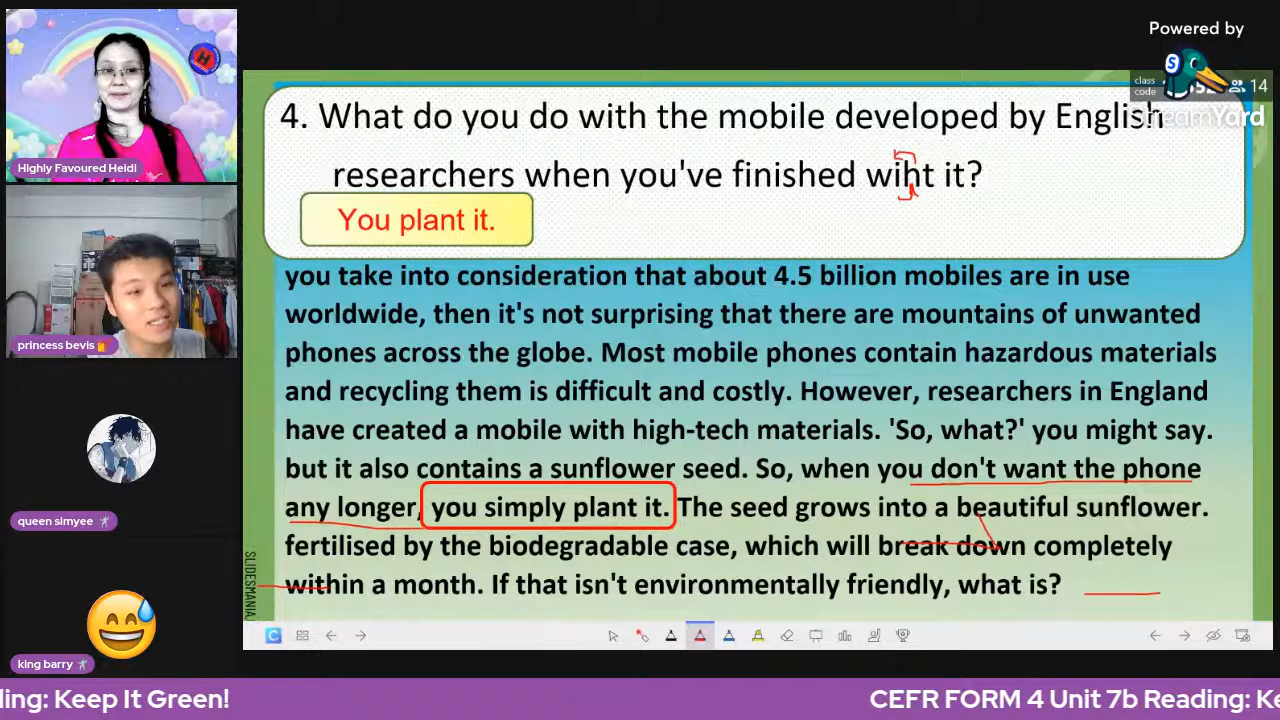 Powered by
class
code
14
StreamYard
4. What do you do with the mobile developed by English
researchers when you've finished wiht it?
You plant it.
you take into consideration that about 4.5 billion mobiles are in use
worldwide, then it's not surprising that there are mountains of unwanted
phones across the globe. Most mobile phones contain hazardous materials
and recycling them is difficult and costly. However, researchers in England
have created a mobile with high-tech materials. 'So, what?' you might say.
but it also contains a sunflower seed. So, when you don't want the phone
any longer, you simply plant it. The seed grows into a beautiful sunflower.
fertilised by the biodegradable case, which will break down completely
within a month. If that isn't environmentally friendly, what is?
SLIDESMANIA
H
Highly Favoured Heidi
princess bevis
queen simyee
king barry
ling: Keep It Green!
CEFR FORM 4 Unit 7b Reading: Ke